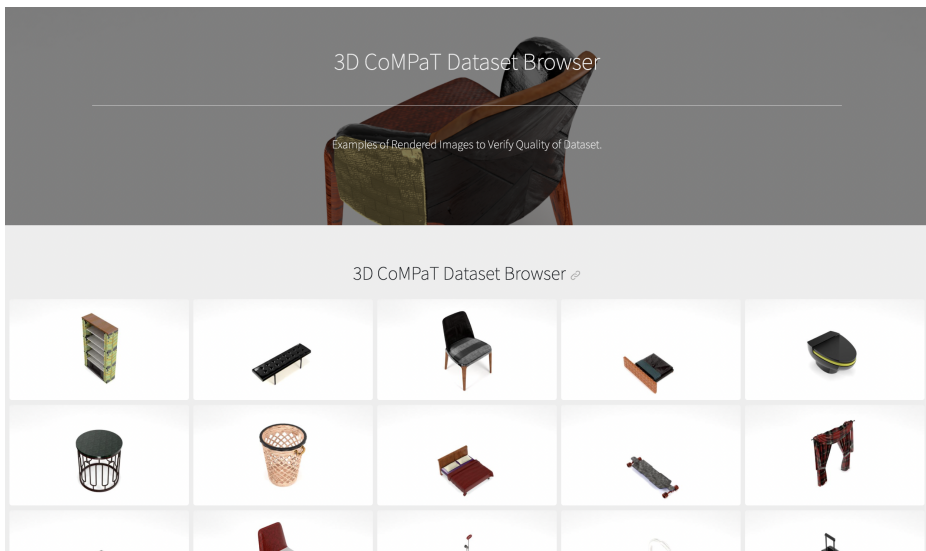 3D CoMPaT Dataset Browser
Examples of Rendered Images to Verify Quality of Dataset.
3D CoMPaT Dataset Browser